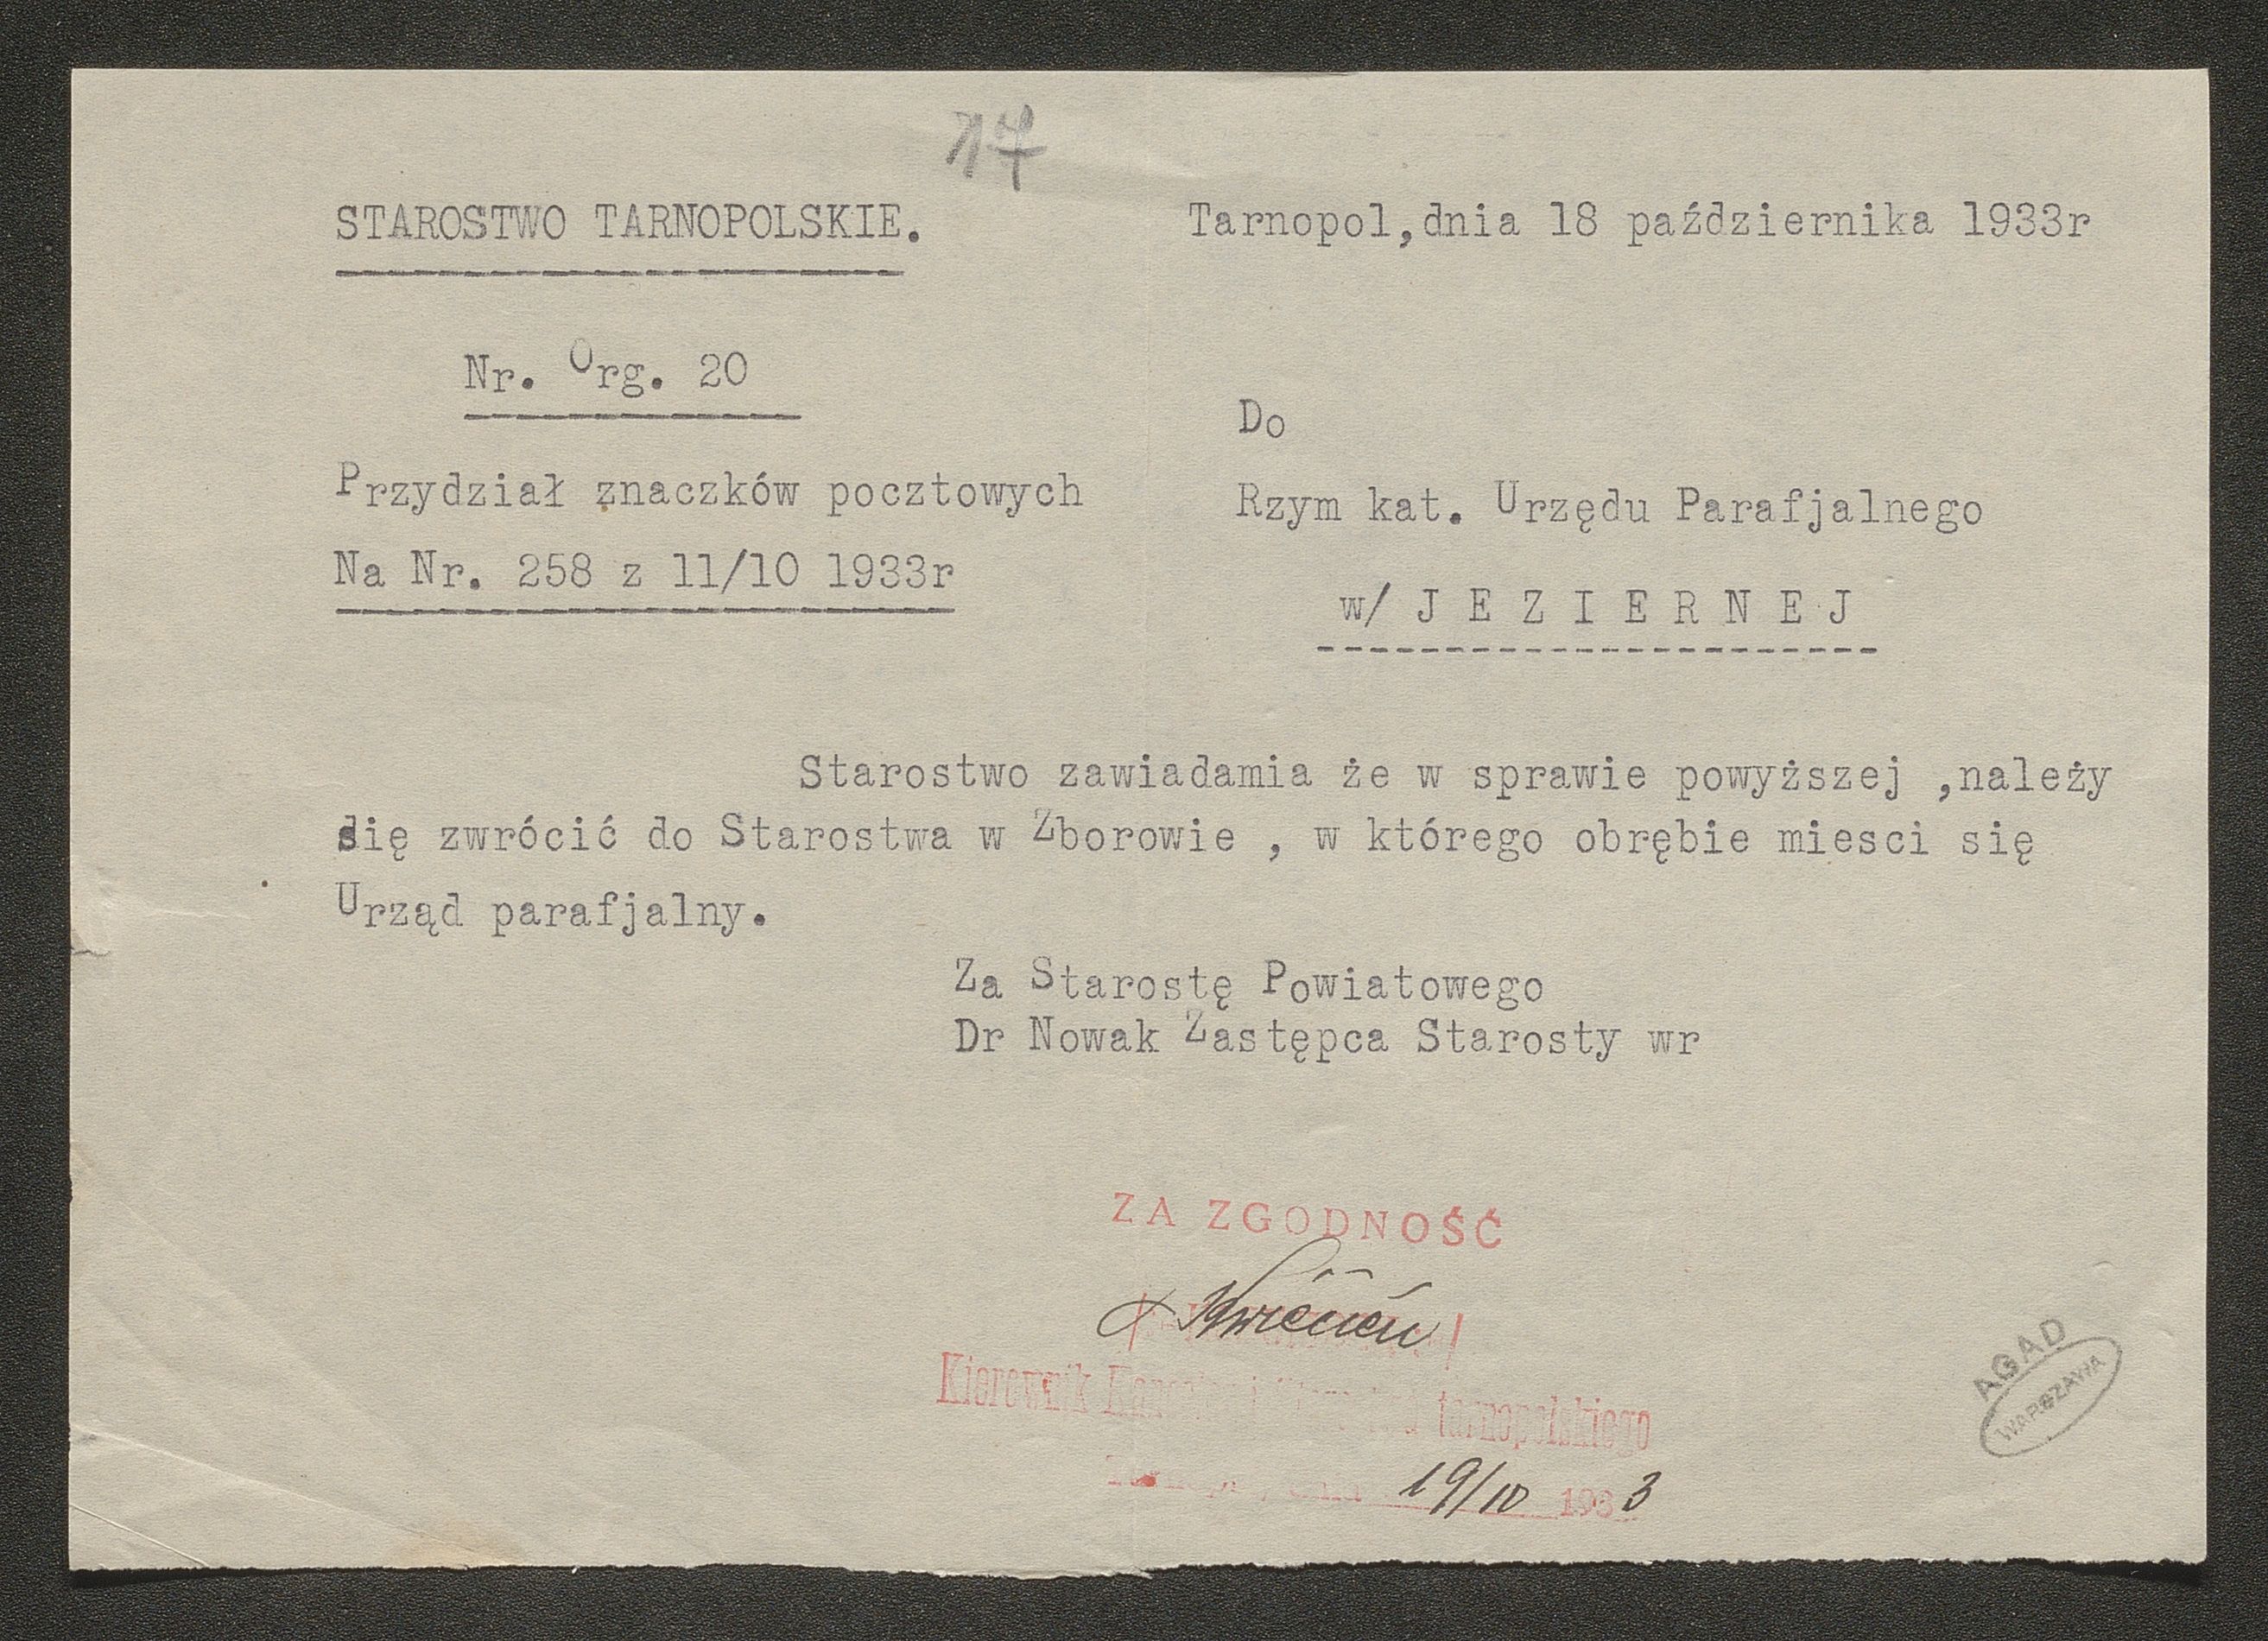 74
STAROSTWO TARNOPOLSKIE.
Tarnopol,dnia 18 października 1933r
Nr. Org. 20
Przydział znaczków pocztowych
Na Nr. 258 z 11/10 1933r
Do
Rzym kat. Urzędu Parafjalnego
w/ J E Z I E R N E J
Starostwo zawiadamia że w sprawie powyższej ,należy
się zwrócić do Starostwa w Zborowie , w którego obrębie miesci się
Urząd parafjalny.
Za Starostę Powiatowego
Dr Nowak Zastępca Starosty wr
ZA ZGODNOŚĆ
Kierownik tarnopolskiego
19/10 1933
AGAD
WARSZAWA